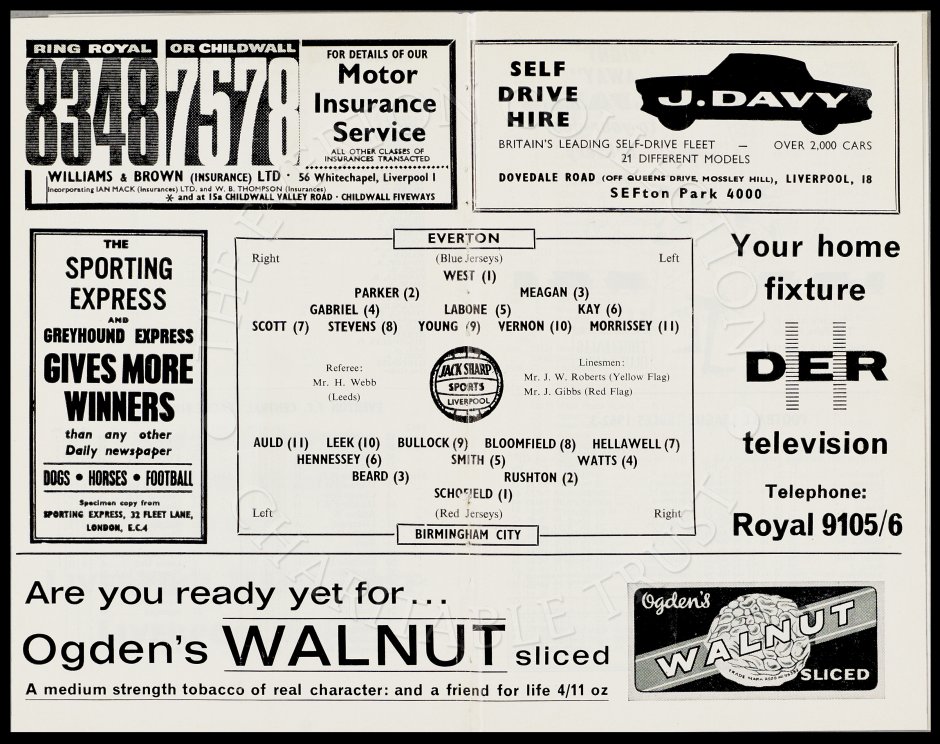 RING ROYAL
8348
OR CHILDWALL
7578
FOR DETAILS OF OUR
Motor
Insurance
Service
ALL OTHER CLASSES OF
INSURANCES TRANSACTED
WILLIAMS & BROWN (INSURANCE) LTD · 56 Whitechapel, Liverpool 1
Incorporating IAN MACK (Insurances) LTD. and W. B. THOMPSON (Insurances)
* and at 15a CHILDWALL VALLEY ROAD · CHILDWALL FIVEWAYS
SELF
DRIVE
HIRE
J. DAVY
BRITAIN'S LEADING SELF-DRIVE FLEET — OVER 2,000 CARS
21 DIFFERENT MODELS
DOVEDALE ROAD (OFF QUEENS DRIVE, MOSSLEY HILL), LIVERPOOL, 18
SEFton Park 4000
THE
SPORTING
EXPRESS
AND
GREYHOUND EXPRESS
GIVES MORE
WINNERS
than any other
Daily newspaper
DOGS • HORSES • FOOTBALL
Specimen copy from
SPORTING EXPRESS, 32 FLEET LANE,
LONDON, E.C.4
EVERTON
Right (Blue Jerseys) Left
WEST (1)
PARKER (2) MEAGAN (3)
GABRIEL (4) LABONE (5) KAY (6)
SCOTT (7) STEVENS (8) YOUNG (9) VERNON (10) MORRISSEY (11)
Referee:
Mr. H. Webb
(Leeds)
JACK SHARP
SPORTS
LIVERPOOL
Linesmen:
Mr. J. W. Roberts (Yellow Flag)
Mr. J. Gibbs (Red Flag)
AULD (11) LEEK (10) BULLOCK (9) BLOOMFIELD (8) HELLAWELL (7)
HENNESSEY (6) SMITH (5) WATTS (4)
BEARD (3) RUSHTON (2)
SCHOFIELD (1)
Left (Red Jerseys) Right
BIRMINGHAM CITY
Your home
fixture
DER
television
Telephone:
Royal 9105/6
Are you ready yet for...
Ogden's WALNUT sliced
A medium strength tobacco of real character: and a friend for life 4/11 oz
Ogden's
WALNUT
TRADE MARK
SLICED
THE EVERTON COLLECTION
CHARITABLE TRUST